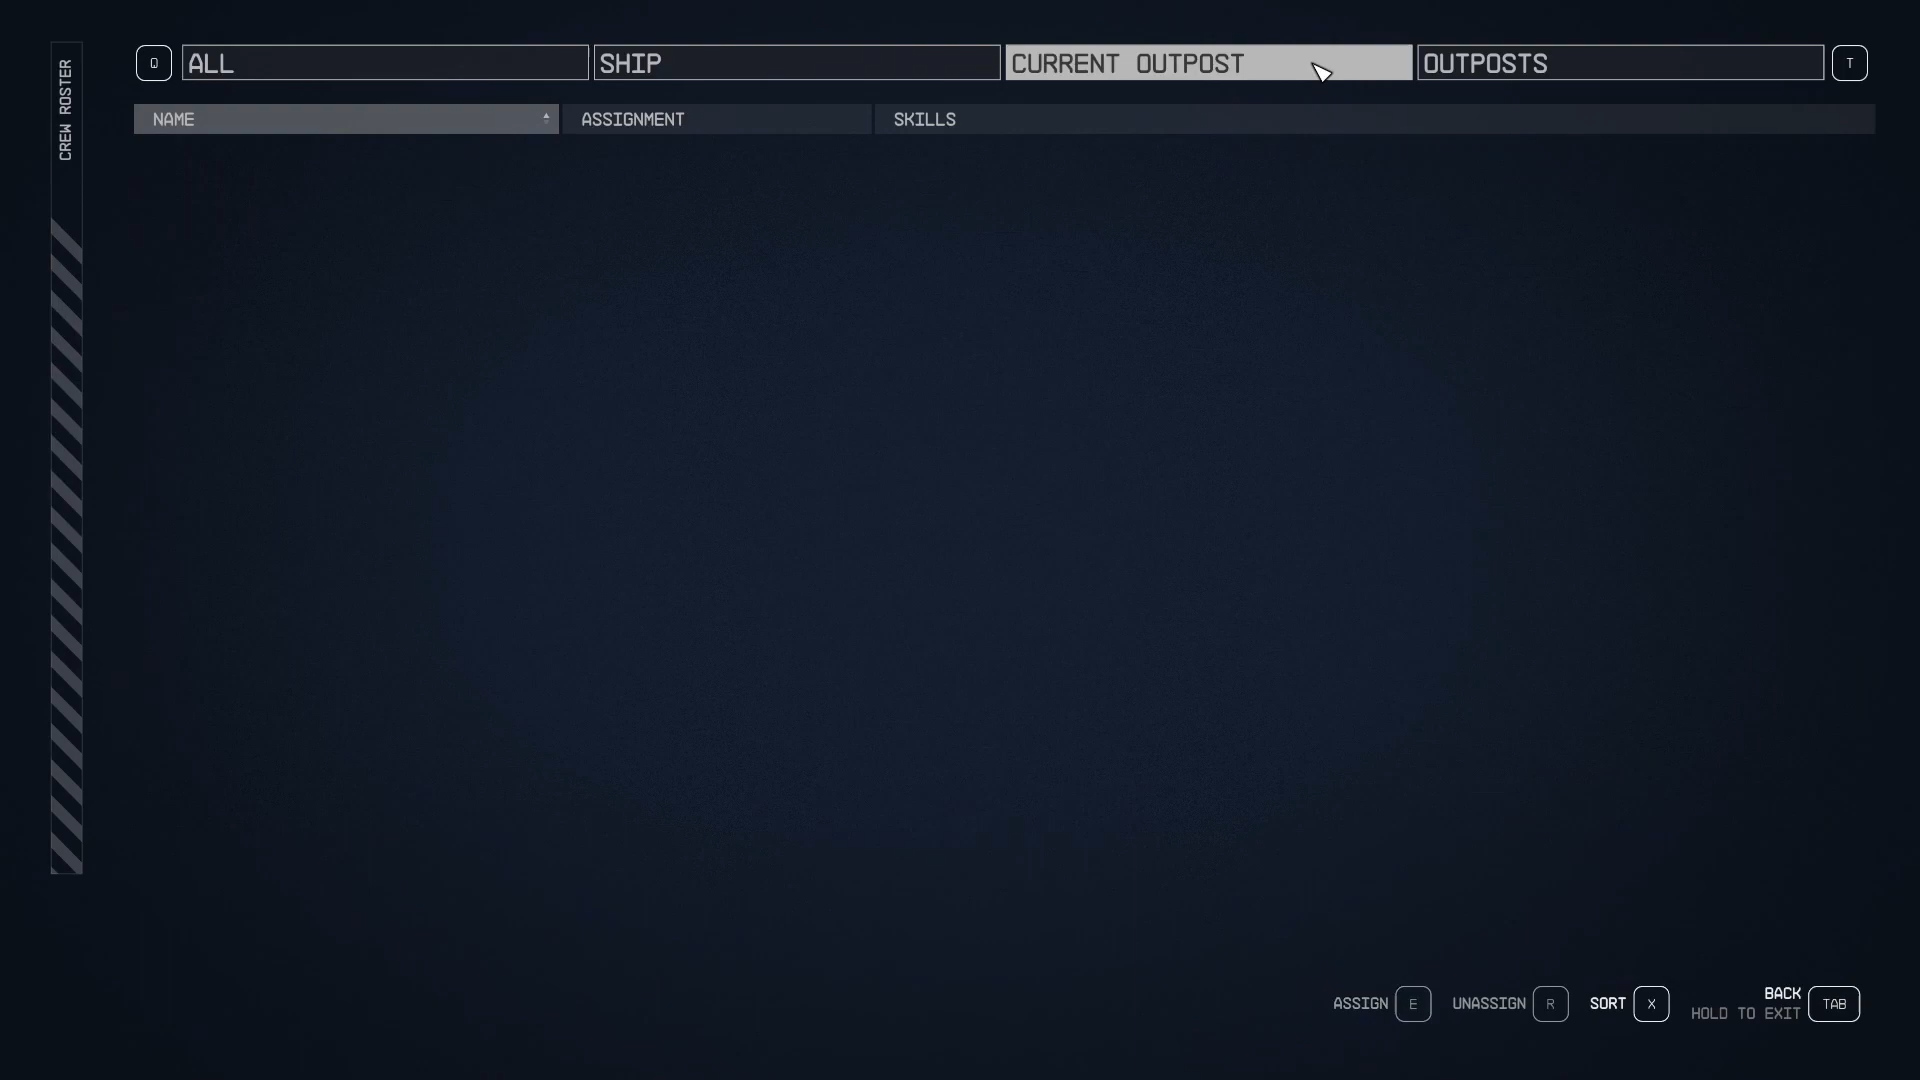 CREW ROSTER
Q
ALL
SHIP
CURRENT OUTPOST
OUTPOSTS
T
NAME
ASSIGNMENT
SKILLS
ASSIGN E
UNASSIGN R
SORT X
BACK
HOLD TO EXIT
TAB